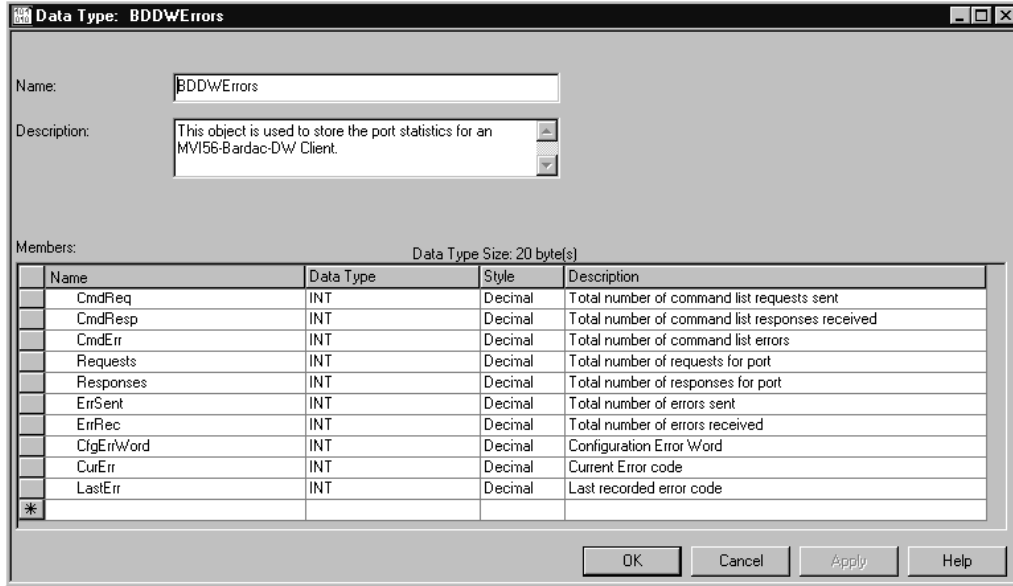 Data Type: BDDWErrors
Name: BDDWErrors
Description: This object is used to store the port statistics for an
MVI56-Bardac-DW Client.
Members: Data Type Size: 20 byte(s)
Name Data Type Style Description
CmdReq INT Decimal Total number of command list requests sent
CmdResp INT Decimal Total number of command list responses received
CmdErr INT Decimal Total number of command list errors
Requests INT Decimal Total number of requests for port
Responses INT Decimal Total number of responses for port
ErrSent INT Decimal Total number of errors sent
ErrRec INT Decimal Total number of errors received
CfgErrWord INT Decimal Configuration Error Word
CurErr INT Decimal Current Error code
LastErr INT Decimal Last recorded error code
OK Cancel Apply Help